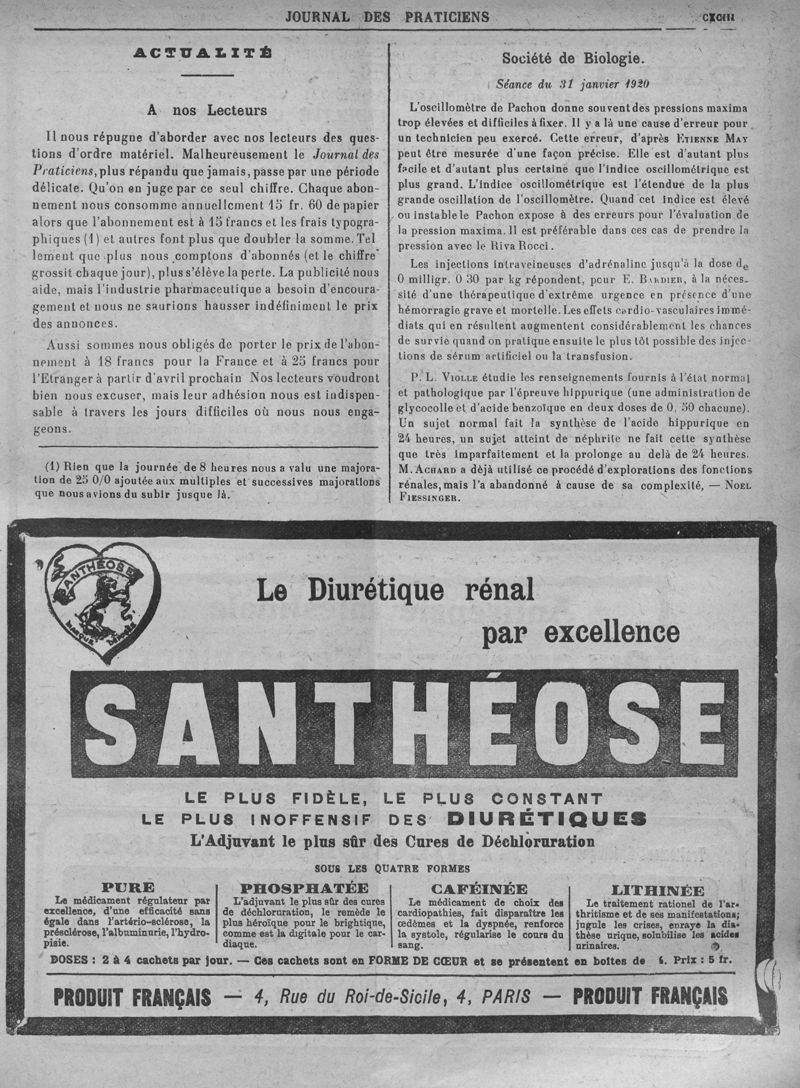 JOURNAL DES PRATICIENS
ACTUALITÉ
A nos Lecteurs
Il nous répugne d'aborder avec nos lecteurs des ques-
tions d'ordre matériel. Malheureusement le Journal des
Praticiens, plus répandu que jamais, passe par une période
délicate. Qu'on en juge par ce seul chiffre. Chaque abon-
nement nous consomme annuellement 15 fr. 60 de papier
alors que l'abonnement est à 15 francs et les frais typogra-
phiques (1) et autres font plus que doubler la somme. Tel
lement que plus nous comptons d'abonnés (et le chiffre
grossit chaque jour), plus s'élève la perte. La publicité nous
aide, mais l'industrie pharmaceutique a besoin d'encoura-
gement et nous ne saurions hausser indéfiniment le prix
des annonces.
Aussi sommes nous obligés de porter le prix de l'abon-
nement à 18 francs pour la France et à 25 francs pour
l'Etranger à partir d'avril prochain Nos lecteurs voudront
bien nous excuser, mais leur adhésion nous est indispen-
sable à travers les jours difficiles où nous nous enga-
geons.
(1) Rien que la journée de 8 heures nous a valu une majora-
tion de 25 0/0 ajoutée aux multiples et successives majorations
que nous avions du subir jusque là.
Société de Biologie.
Séance du 31 janvier 1920
L'oscillomètre de Pachon donne souvent des pressions maxima
trop élevées et difficiles à fixer. Il y a là une cause d'erreur pour
un technicien peu exercé. Cette erreur, d'après ETIENNE MAY
peut être mesurée d'une façon précise. Elle est d'autant plus
facile et d'autant plus certaine que l'indice oscillométrique est
plus grand. L'indice oscillométrique est l'étendue de la plus
grande oscillation de l'oscillomètre. Quand cet indice est élevé
ou instable le Pachon expose à des erreurs pour l'évaluation de
la pression maxima. Il est préférable dans ces cas de prendre la
pression avec le Riva Rocci.
Les injections intraveineuses d'adrénaline jusqu'à la dose de
0 milligr. 0 30 par kg répondent, pour E. BARDIER, à la néces-
sité d'une thérapeutique d'extrême urgence en présence d'une
hémorragie grave et mortelle. Les effets cardio-vasculaires immé-
diats qui en résultent augmentent considérablement les chances
de survie quand on pratique ensuite le plus tôt possible des injec-
tions de sérum artificiel ou la transfusion.
P. L. VIOLLE étudie les renseignements fournis à l'état normal
et pathologique par l'épreuve hippurique (une administration de
glycocolle et d'acide benzoïque en deux doses de 0, 50 chacune).
Un sujet normal fait la synthèse de l'acide hippurique en
24 heures, un sujet atteint de néphrite ne fait cette synthèse
que très imparfaitement et la prolonge au delà de 24 heures.
M. ACHARD a déjà utilisé ce procédé d'explorations des fonctions
rénales, mais l'a abandonné à cause de sa complexité, — NOEL
FIESSINGER.
SANTHÉOSE
MARQUE DÉPOSÉE
Le Diurétique rénal
par excellence
SANTHÉOSE
LE PLUS FIDÈLE, LE PLUS CONSTANT
LE PLUS INOFFENSIF DES DIURÉTIQUES
L'Adjuvant le plus sûr des Cures de Déchloruration
SOUS LES QUATRE FORMES
PURE
Le médicament régulateur par
excellence, d'une efficacité sans
égale dans l'artério-sclérose, la
présclérose, l'albuminurie, l'hydro-
pisie.
PHOSPHATÉE
L'adjuvant le plus sûr des cures
de déchloruration, le remède le
plus héroïque pour le brightique,
comme est la digitale pour le car-
diaque.
CAFÉINÉE
Le médicament de choix des
cardiopathies, fait disparaître les
œdèmes et la dyspnée, renforce
la systole, régularise le cours du
sang.
LITHINÉE
Le traitement rationel de l'ar-
thritisme et de ses manifestations;
jugule les crises, enraye la dia-
thèse urique, solubilise les acides
urinaires.
DOSES : 2 à 4 cachets par jour. — Ces cachets sont en FORME DE CŒUR et se présentent en boîtes de . Prix : 5 fr.
PRODUIT FRANÇAIS — 4, Rue du Roi-de-Sicile, 4, PARIS — PRODUIT FRANÇAIS